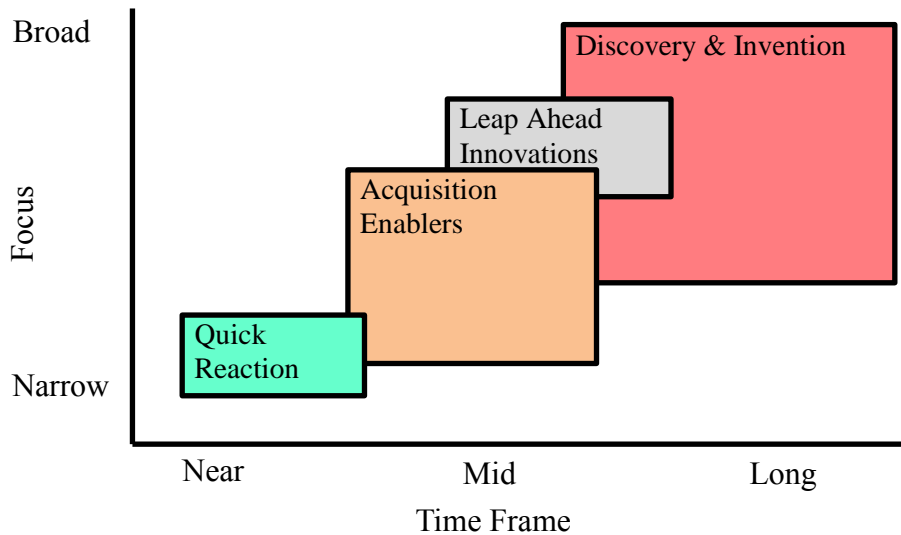 Broad
Discovery & Invention
Leap Ahead
Innovations
Acquisition
Enablers
Focus
Quick
Reaction
Narrow
Near
Mid
Long
Time Frame